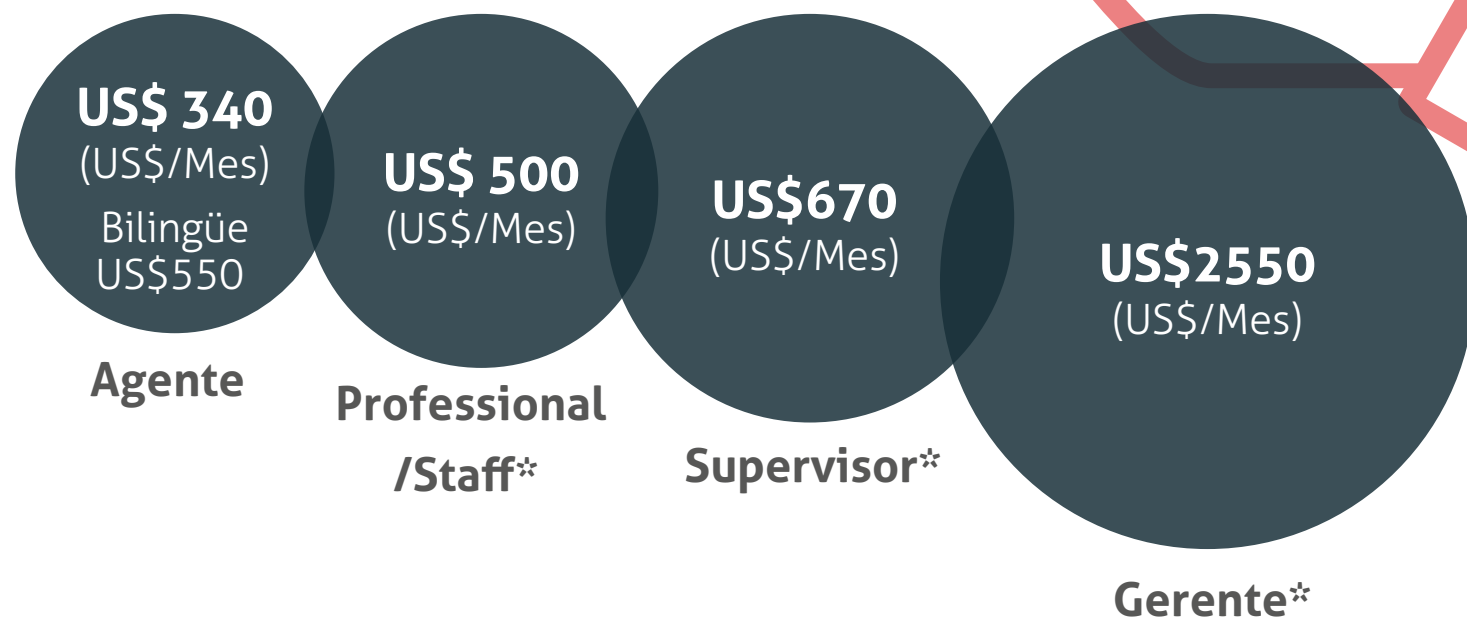 US$ 340
(US$/Mes)
Bilingüe
US$550
Agente
US$ 500
(US$/Mes)
Professional
/Staff*
US$670
(US$/Mes)
Supervisor*
US$2550
(US$/Mes)
Gerente*